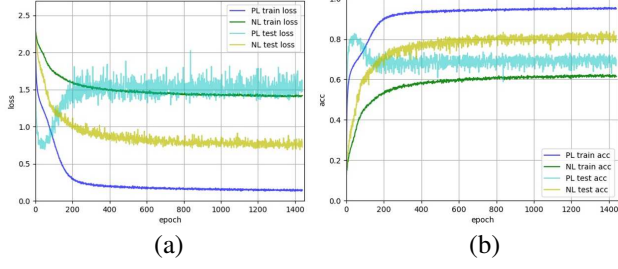 PL train loss
NL train loss
PL test loss
NL test loss
2.5
2.0
1.5
1.0
0.5
0.0
loss
0 200 400 600 800 1000 1200 1400
epoch
(a)
1.0
0.8
0.6
0.4
0.2
0.0
acc
PL train acc
NL train acc
PL test acc
NL test acc
0 200 400 600 800 1000 1200 1400
epoch
(b)